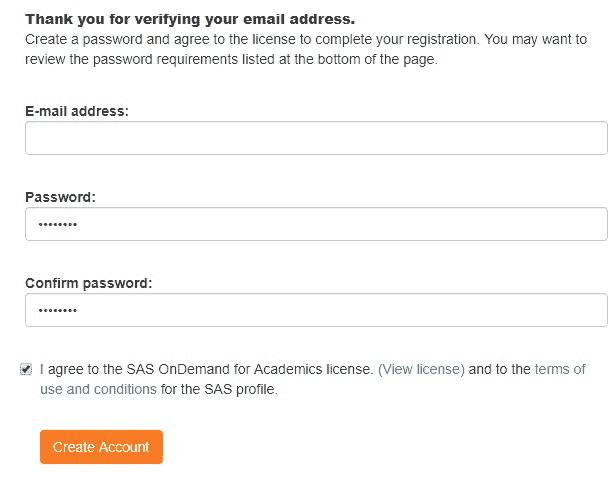 Thank you for verifying your email address.
Create a password and agree to the license to complete your registration. You may want to
review the password requirements listed at the bottom of the page.
E-mail address:
Password:
••••••••
Confirm password:
••••••••
I agree to the SAS OnDemand for Academics license. (View license) and to the terms of
use and conditions for the SAS profile.
Create Account